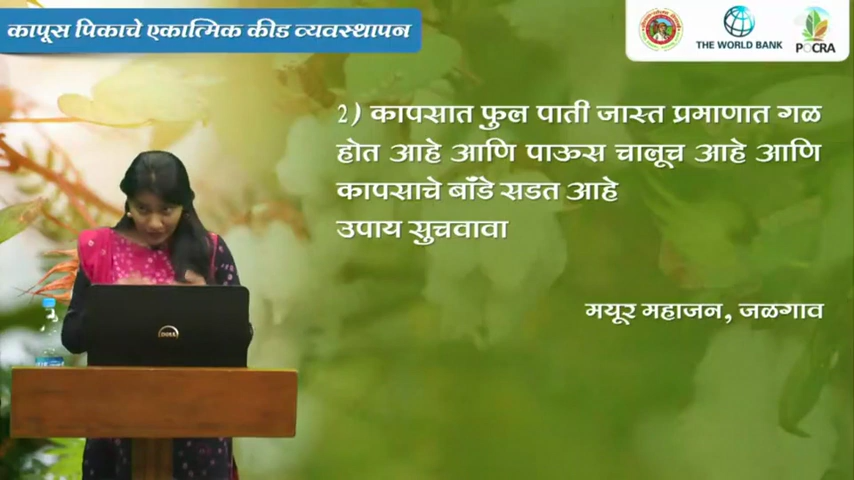 कापूस पिकाचे एकात्मिक कीड व्यवस्थापन
THE WORLD BANK
POCRA
2) कापसात फुल पाती जास्त प्रमाणात गळ
होत आहे आणि पाऊस चालूच आहे आणि
कापसाचे बाँडे सडत आहे
उपाय सुचवावा
मयूर महाजन, जळगाव
DELL